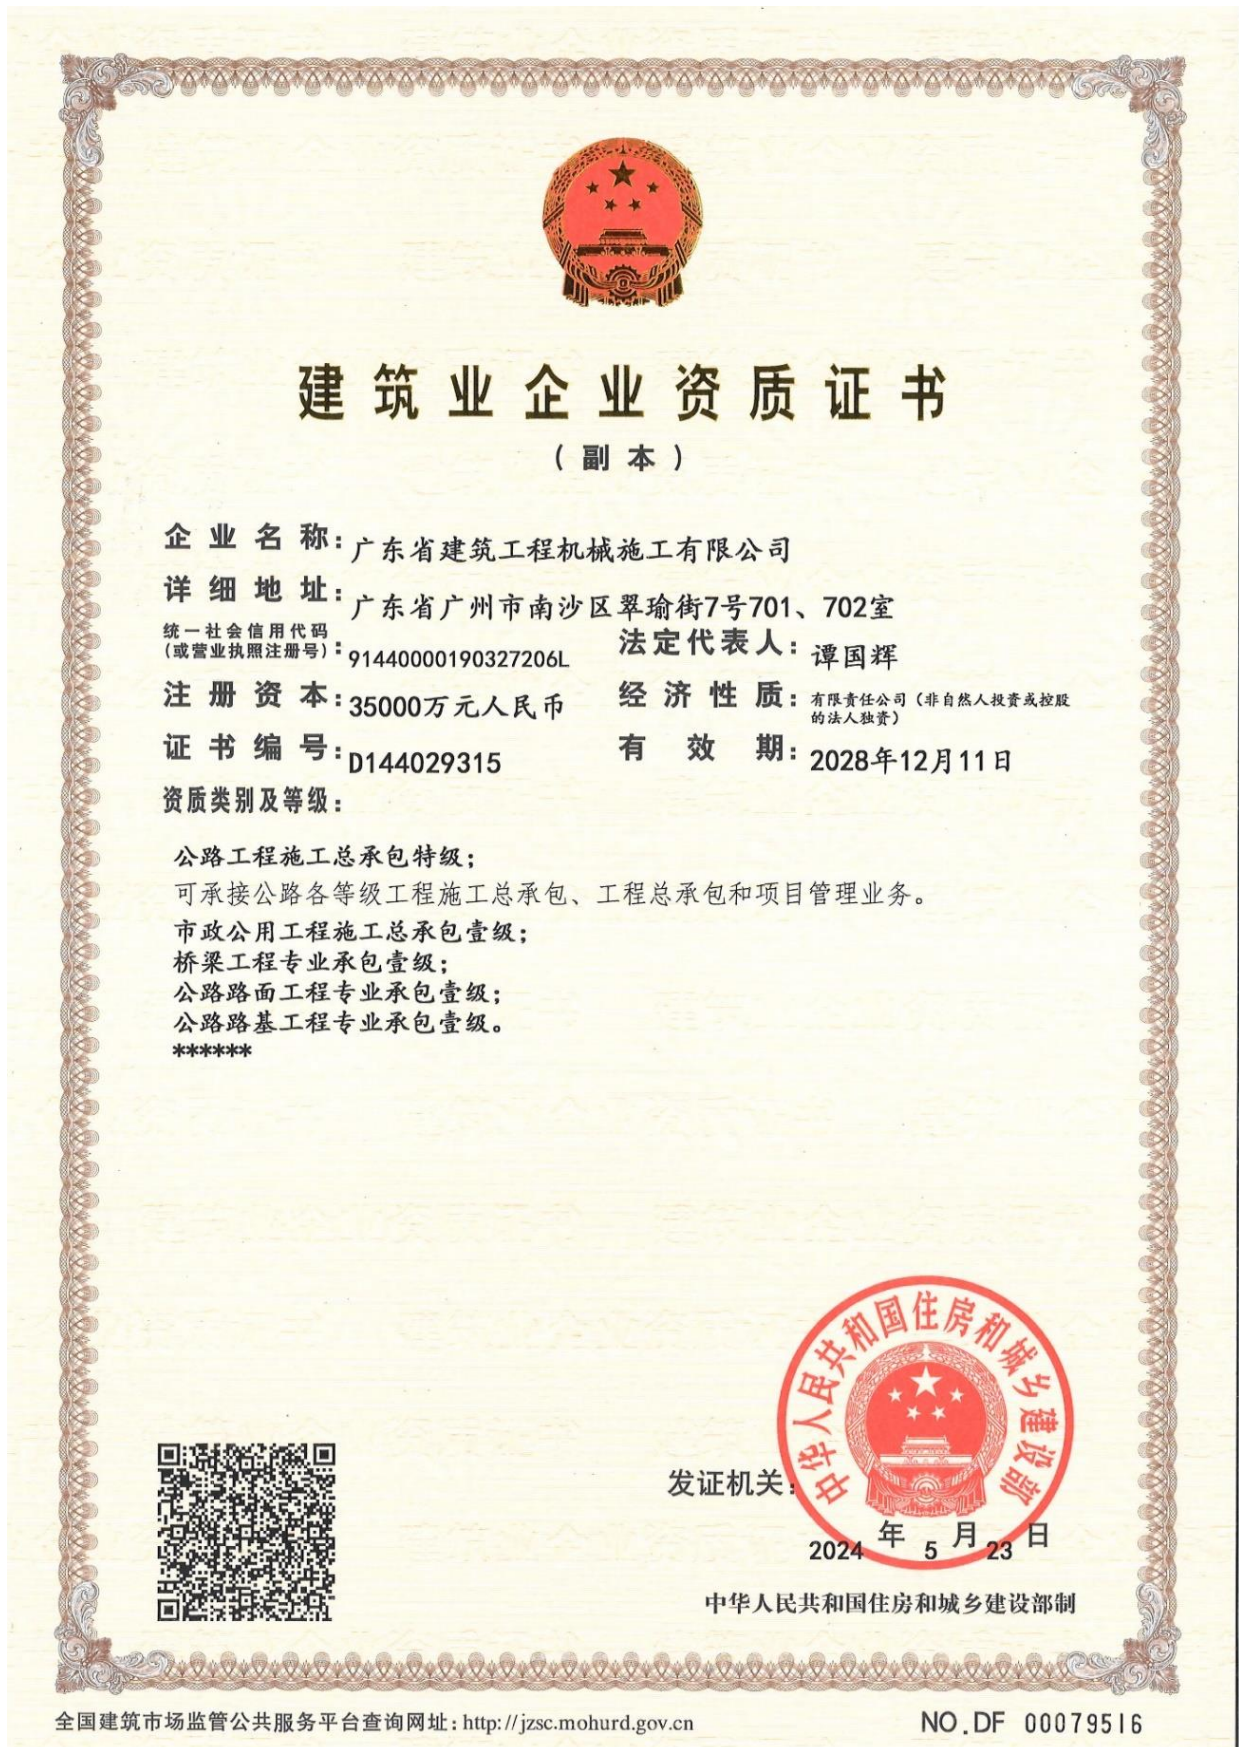 建筑业企业资质证书
（副本）
企业名称：广东省建筑工程机械施工有限公司
详细地址：广东省广州市南沙区翠瑜街7号701、702室
统一社会信用代码
（或营业执照注册号）：91440000190327206L
法定代表人：谭国辉
注册资本：35000万元人民币
经济性质：有限责任公司（非自然人投资或控股
的法人独资）
证书编号：D144029315
有效期：2028年12月11日
资质类别及等级：
公路工程施工总承包特级；
可承接公路各等级工程施工总承包、工程总承包和项目管理业务。
市政公用工程施工总承包壹级；
桥梁工程专业承包壹级；
公路路面工程专业承包壹级；
公路路基工程专业承包壹级。
******
中华人民共和国住房和城乡建设部
发证机关：
2024年5月23日
中华人民共和国住房和城乡建设部制
全国建筑市场监管公共服务平台查询网址：http://jzsc.mohurd.gov.cn
NO.DF 00079516